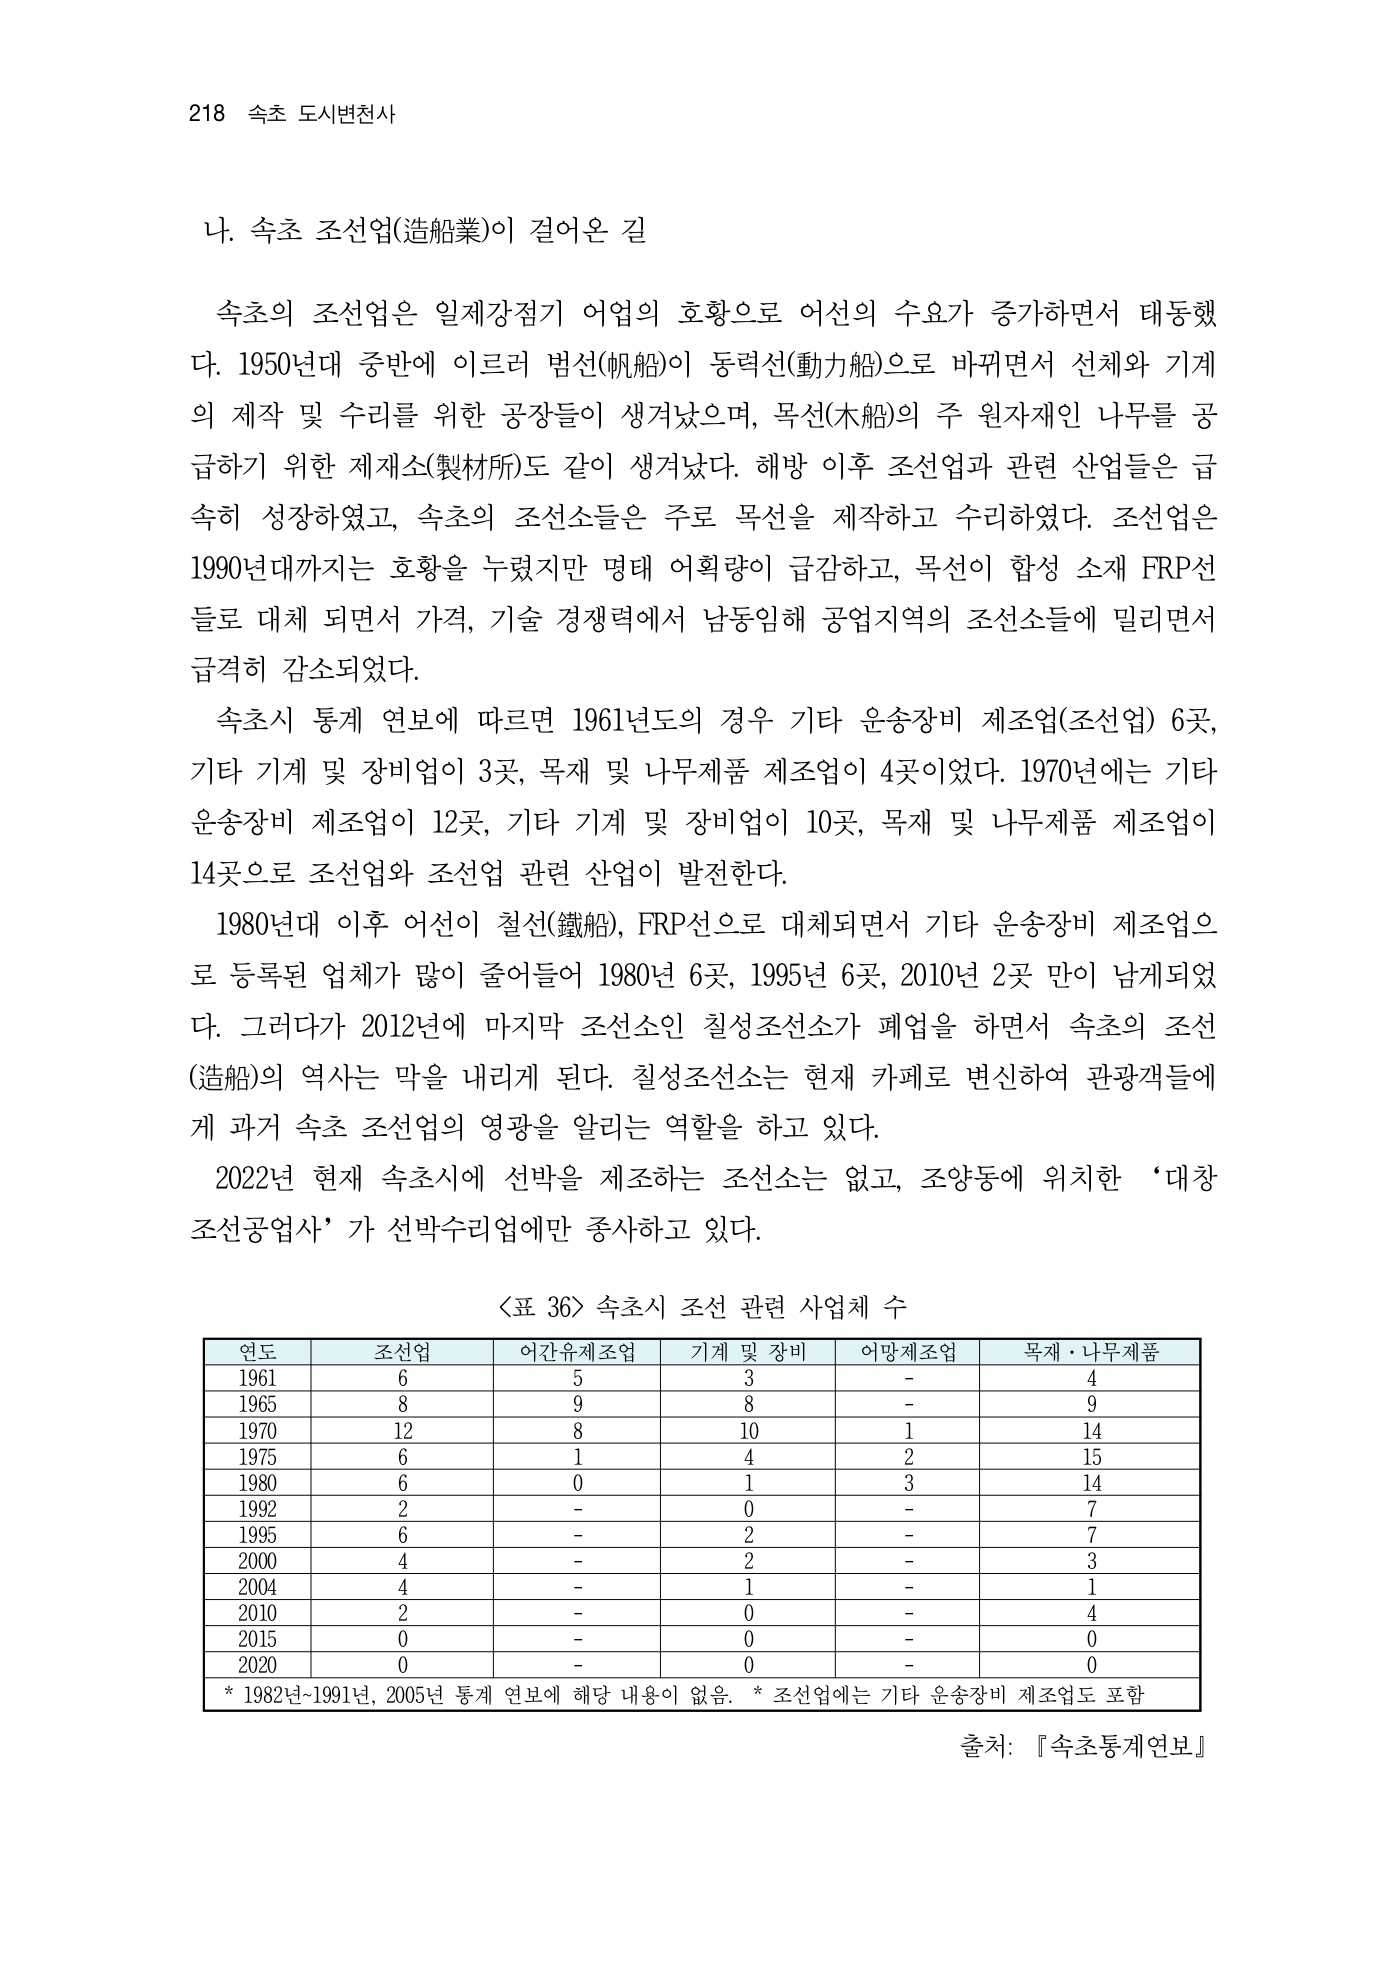 218 속초 도시변천사
나. 속초 조선업(造船業)이 걸어온 길
속초의 조선업은 일제강점기 어업의 호황으로 어선의 수요가 증가하면서 태동했
다. 1950년대 중반에 이르러 범선(帆船)이 동력선(動力船)으로 바뀌면서 선체와 기계
의 제작 및 수리를 위한 공장들이 생겨났으며, 목선(木船)의 주 원자재인 나무를 공
급하기 위한 제재소(製材所)도 같이 생겨났다. 해방 이후 조선업과 관련 산업들은 급
속히 성장하였고, 속초의 조선소들은 주로 목선을 제작하고 수리하였다. 조선업은
1990년대까지는 호황을 누렸지만 명태 어획량이 급감하고, 목선이 합성 소재 FRP선
들로 대체 되면서 가격, 기술 경쟁력에서 남동임해 공업지역의 조선소들에 밀리면서
급격히 감소되었다.
속초시 통계 연보에 따르면 1961년도의 경우 기타 운송장비 제조업(조선업) 6곳,
기타 기계 및 장비업이 3곳, 목재 및 나무제품 제조업이 4곳이었다. 1970년에는 기타
운송장비 제조업이 12곳, 기타 기계 및 장비업이 10곳, 목재 및 나무제품 제조업이
14곳으로 조선업와 조선업 관련 산업이 발전한다.
1980년대 이후 어선이 철선(鐵船), FRP선으로 대체되면서 기타 운송장비 제조업으
로 등록된 업체가 많이 줄어들어 1980년 6곳, 1995년 6곳, 2010년 2곳 만이 남게되었
다. 그러다가 2012년에 마지막 조선소인 칠성조선소가 폐업을 하면서 속초의 조선
(造船)의 역사는 막을 내리게 된다. 칠성조선소는 현재 카페로 변신하여 관광객들에
게 과거 속초 조선업의 영광을 알리는 역할을 하고 있다.
2022년 현재 속초시에 선박을 제조하는 조선소는 없고, 조양동에 위치한 ‘대창
조선공업사’가 선박수리업에만 종사하고 있다.
<표 36> 속초시 조선 관련 사업체 수
연도 조선업 어간유제조업 기계 및 장비 어망제조업 목재·나무제품
1961 6 5 3 - 4
1965 8 9 8 - 9
1970 12 8 10 1 14
1975 6 1 4 2 15
1980 6 0 1 3 14
1992 2 - 0 - 7
1995 6 - 2 - 7
2000 4 - 2 - 3
2004 4 - 1 - 1
2010 2 - 0 - 4
2015 0 - 0 - 0
2020 0 - 0 - 0
* 1982년~1991년, 2005년 통계 연보에 해당 내용이 없음. * 조선업에는 기타 운송장비 제조업도 포함
출처: 『속초통계연보』